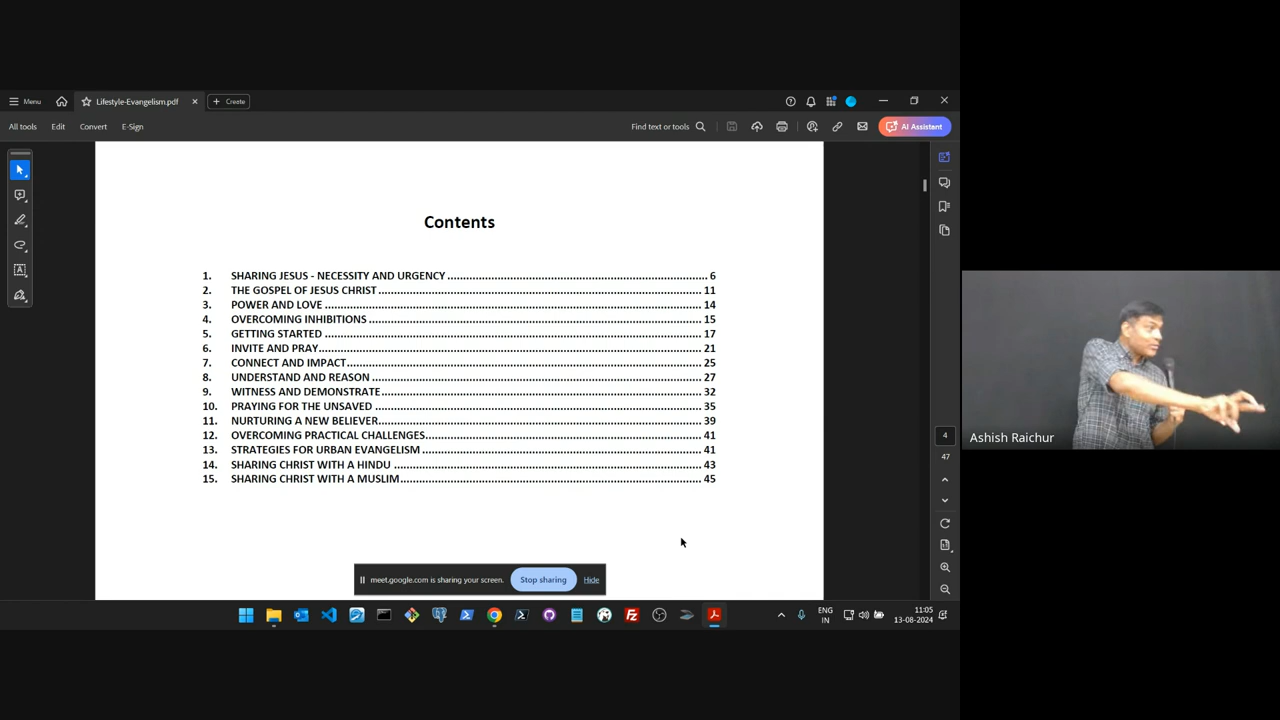 Menu
Lifestyle-Evangelism.pdf
Create
All tools Edit Convert E-Sign
Find text or tools
AI Assistant
Contents
1. SHARING JESUS - NECESSITY AND URGENCY ........ 6
2. THE GOSPEL OF JESUS CHRIST ........ 11
3. POWER AND LOVE ........ 14
4. OVERCOMING INHIBITIONS ........ 15
5. GETTING STARTED ........ 17
6. INVITE AND PRAY ........ 21
7. CONNECT AND IMPACT ........ 25
8. UNDERSTAND AND REASON ........ 27
9. WITNESS AND DEMONSTRATE ........ 32
10. PRAYING FOR THE UNSAVED ........ 35
11. NURTURING A NEW BELIEVER ........ 39
12. OVERCOMING PRACTICAL CHALLENGES ........ 41
13. STRATEGIES FOR URBAN EVANGELISM ........ 41
14. SHARING CHRIST WITH A HINDU ........ 43
15. SHARING CHRIST WITH A MUSLIM ........ 45
4
47
Ashish Raichur
meet.google.com is sharing your screen. Stop sharing Hide
ENG
IN
11:05
13-08-2024